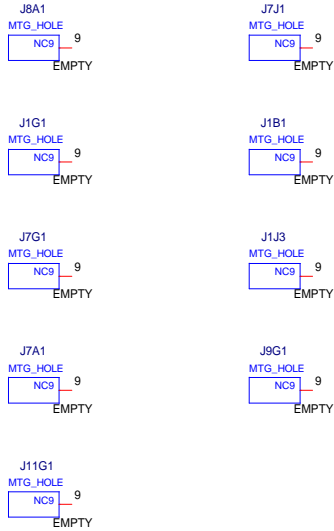 J8A1
MTG_HOLE
NC9 9
EMPTY
J7J1
MTG_HOLE
NC9 9
EMPTY
J1G1
MTG_HOLE
NC9 9
EMPTY
J1B1
MTG_HOLE
NC9 9
EMPTY
J7G1
MTG_HOLE
NC9 9
EMPTY
J1J3
MTG_HOLE
NC9 9
EMPTY
J7A1
MTG_HOLE
NC9 9
EMPTY
J9G1
MTG_HOLE
NC9 9
EMPTY
J11G1
MTG_HOLE
NC9 9
EMPTY